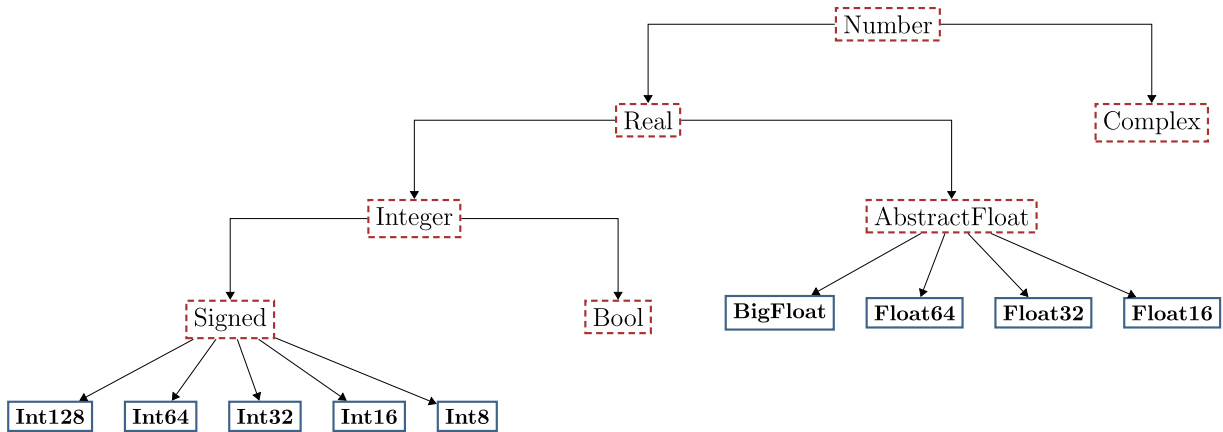 Number
Real
Complex
Integer
AbstractFloat
Signed
Bool
BigFloat
Float64
Float32
Float16
Int128
Int64
Int32
Int16
Int8